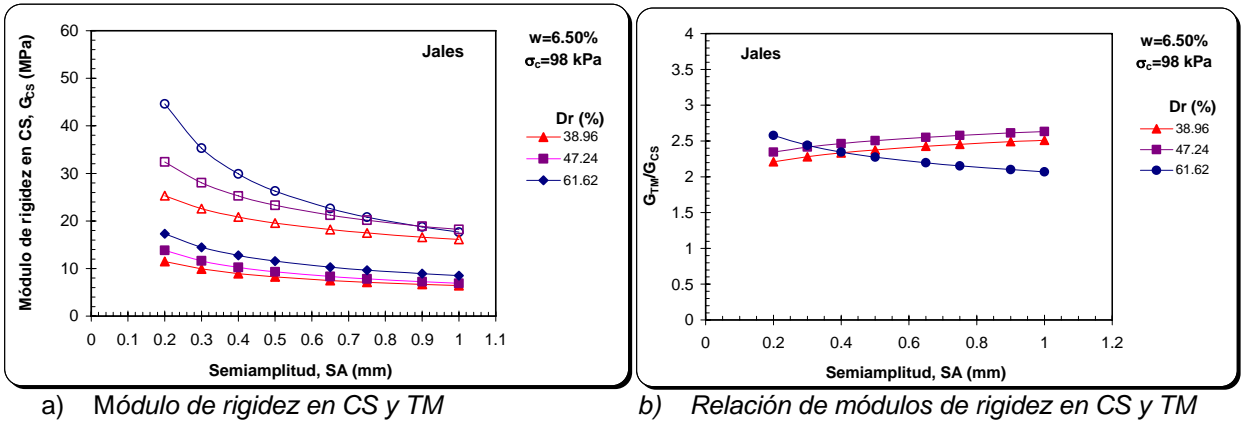 60
50
40
30
20
10
0
0 0.1 0.2 0.3 0.4 0.5 0.6 0.7 0.8 0.9 1
Semiamplitud, SA (mm)
Módulo de rigidez en CS, GCS (MPa)
Jales
w=6.50%
σc=98 kPa
Dr (%)
38.96
47.24
61.62
4
3.5
3
2.5
2
1.5
1
0.5
0
0 0.2 0.4 0.6 0.8 1 1.2
Semiamplitud, SA (mm)
GTM/GCS
Jales
w=6.50%
σc=98 kPa
Dr (%)
38.96
47.24
61.62
a) Módulo de rigidez en CS y TM
b) Relación de módulos de rigidez en CS y TM